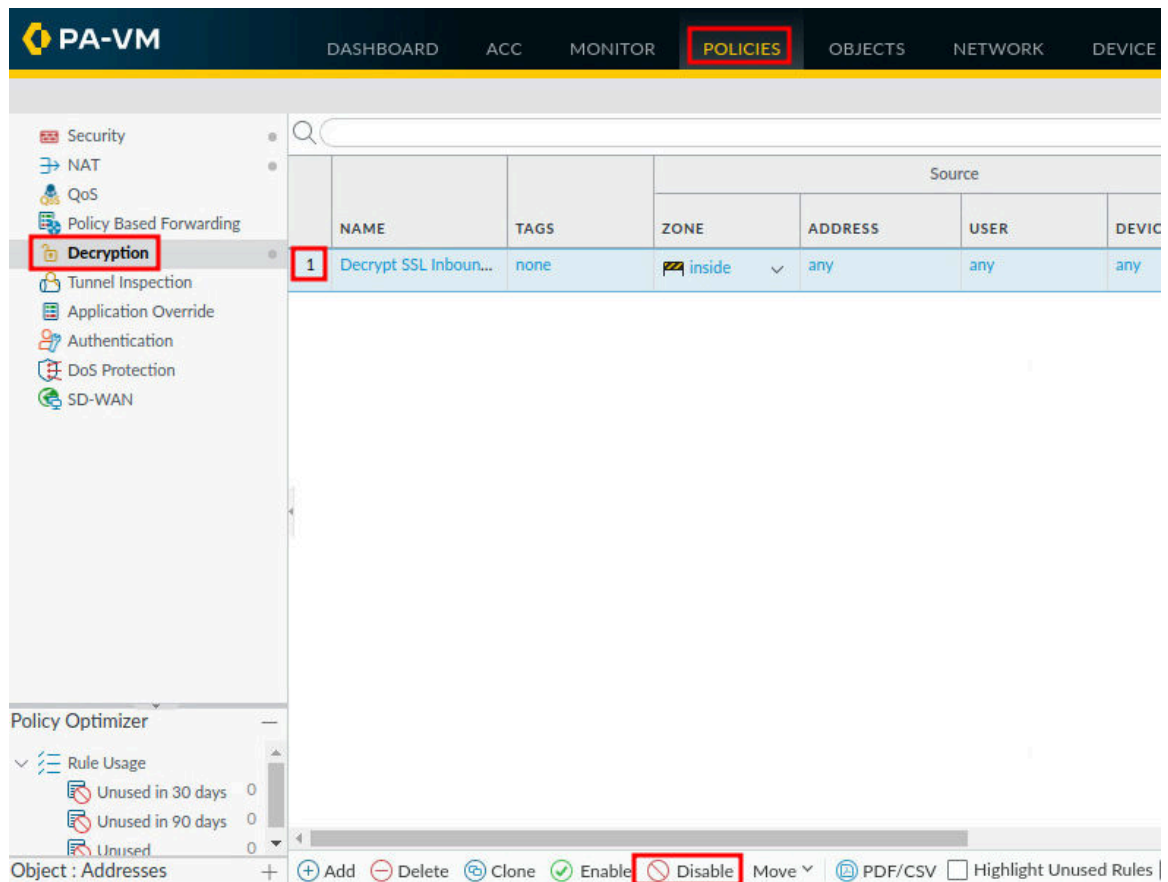 PA-VM
DASHBOARD ACC MONITOR POLICIES OBJECTS NETWORK DEVICE
Security
NAT
QoS
Policy Based Forwarding
Decryption
Tunnel Inspection
Application Override
Authentication
DoS Protection
SD-WAN
Source
NAME TAGS ZONE ADDRESS USER DEVIC
1 Decrypt SSL Inboun... none inside any any any
Policy Optimizer
Rule Usage
Unused in 30 days 0
Unused in 90 days 0
Unused 0
Object : Addresses
Add Delete Clone Enable Disable Move PDF/CSV Highlight Unused Rules